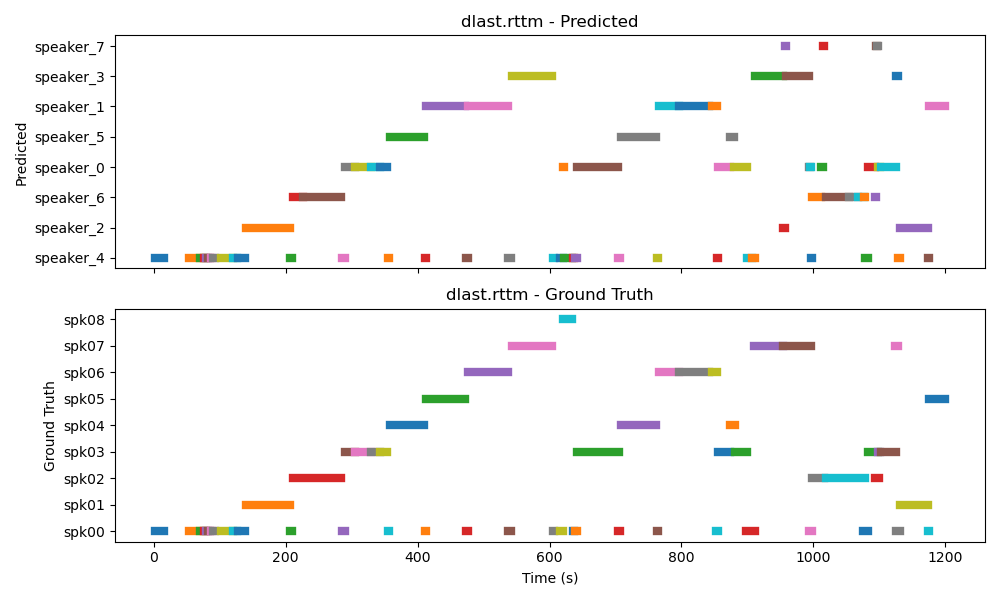 dlast.rttm - Predicted
speaker_7
speaker_3
speaker_1
speaker_5
speaker_0
speaker_6
speaker_2
speaker_4
Predicted
dlast.rttm - Ground Truth
spk08
spk07
spk06
spk05
spk04
spk03
spk02
spk01
spk00
Ground Truth
0 200 400 600 800 1000 1200
Time (s)